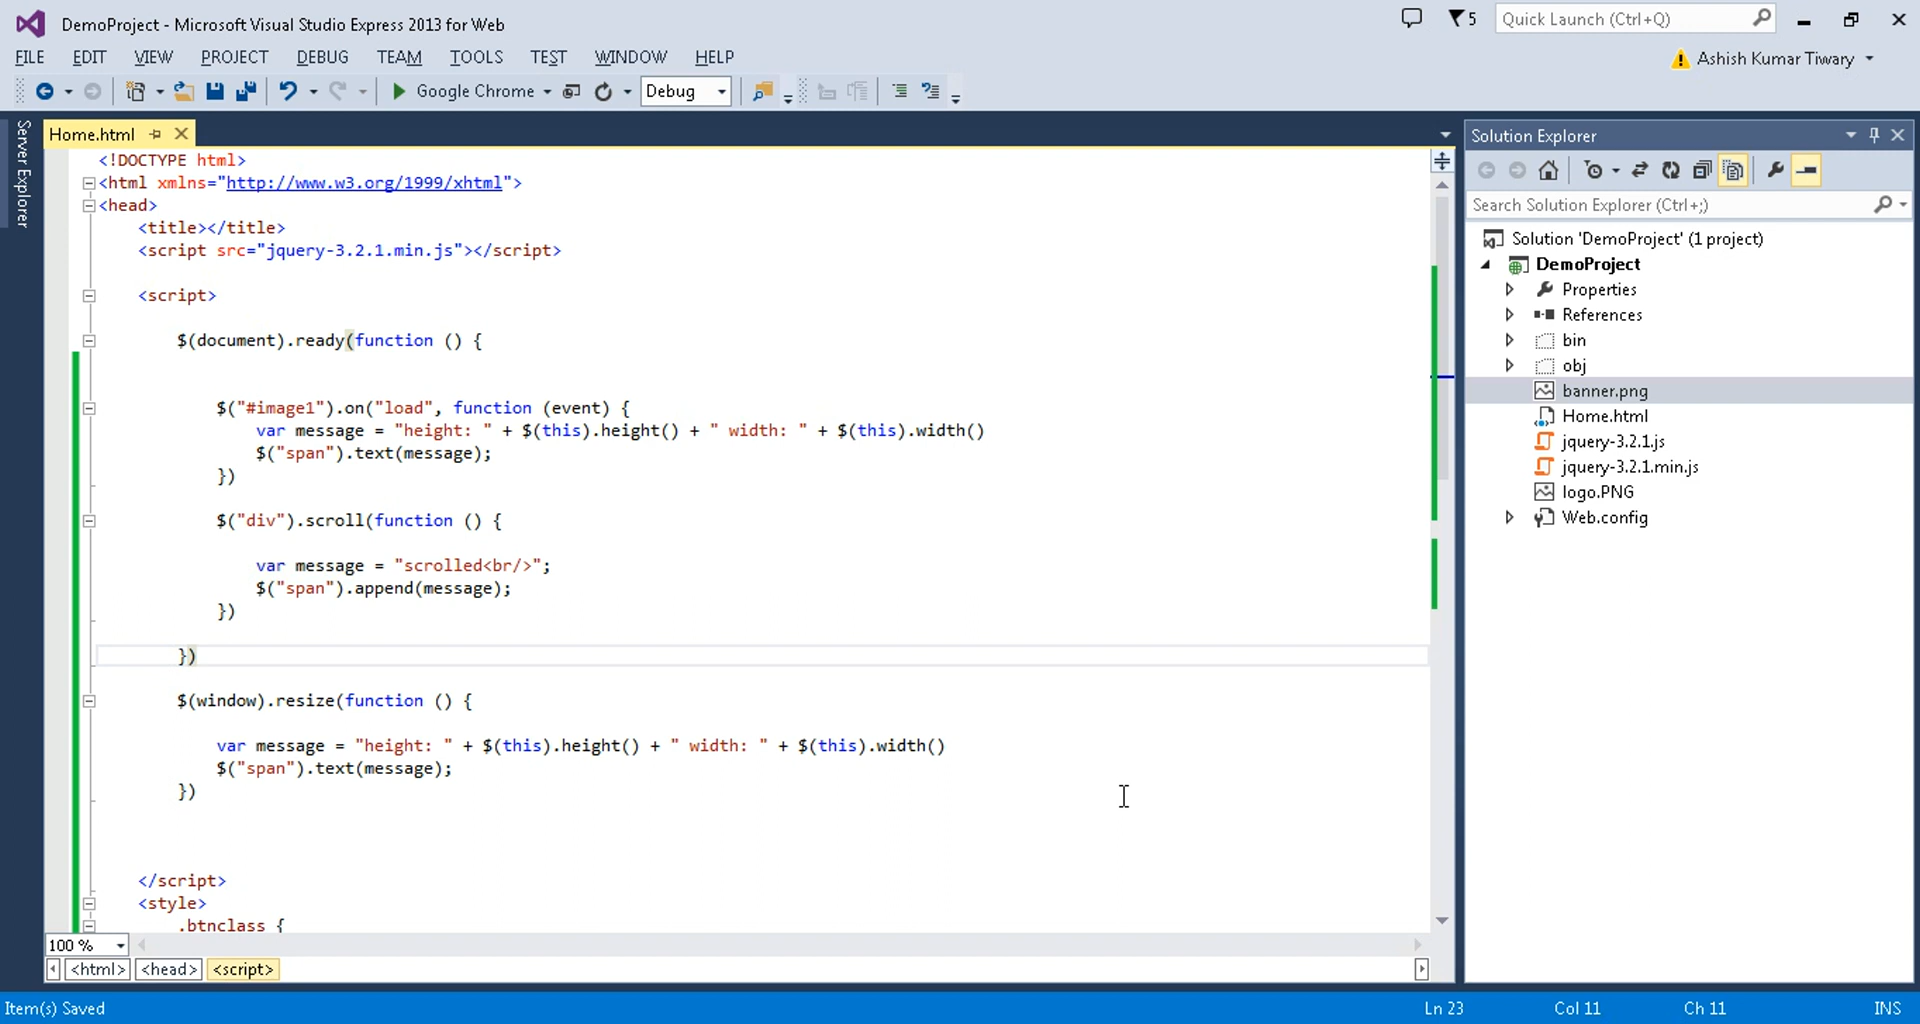 DemoProject - Microsoft Visual Studio Express 2013 for Web
5
Quick Launch (Ctrl+Q)
FILE EDIT VIEW PROJECT DEBUG TEAM TOOLS TEST WINDOW HELP
Ashish Kumar Tiwary
Google Chrome
Debug
Server Explorer
Home.html
<!DOCTYPE html>
<html xmlns="http://www.w3.org/1999/xhtml">
<head>
<title></title>
<script src="jquery-3.2.1.min.js"></script>
<script>
$(document).ready(function () {
$("#image1").on("load", function (event) {
var message = "height: " + $(this).height() + " width: " + $(this).width()
$("span").text(message);
})
$("div").scroll(function () {
var message = "scrolled<br/>";
$("span").append(message);
})
})
$(window).resize(function () {
var message = "height: " + $(this).height() + " width: " + $(this).width()
$("span").text(message);
})
</script>
<style>
.btnclass {
100 %
<html> <head> <script>
Solution Explorer
Search Solution Explorer (Ctrl+;)
Solution 'DemoProject' (1 project)
DemoProject
Properties
References
bin
obj
banner.png
Home.html
jquery-3.2.1.js
jquery-3.2.1.min.js
logo.PNG
Web.config
Item(s) Saved
Ln 23 Col 11 Ch 11 INS